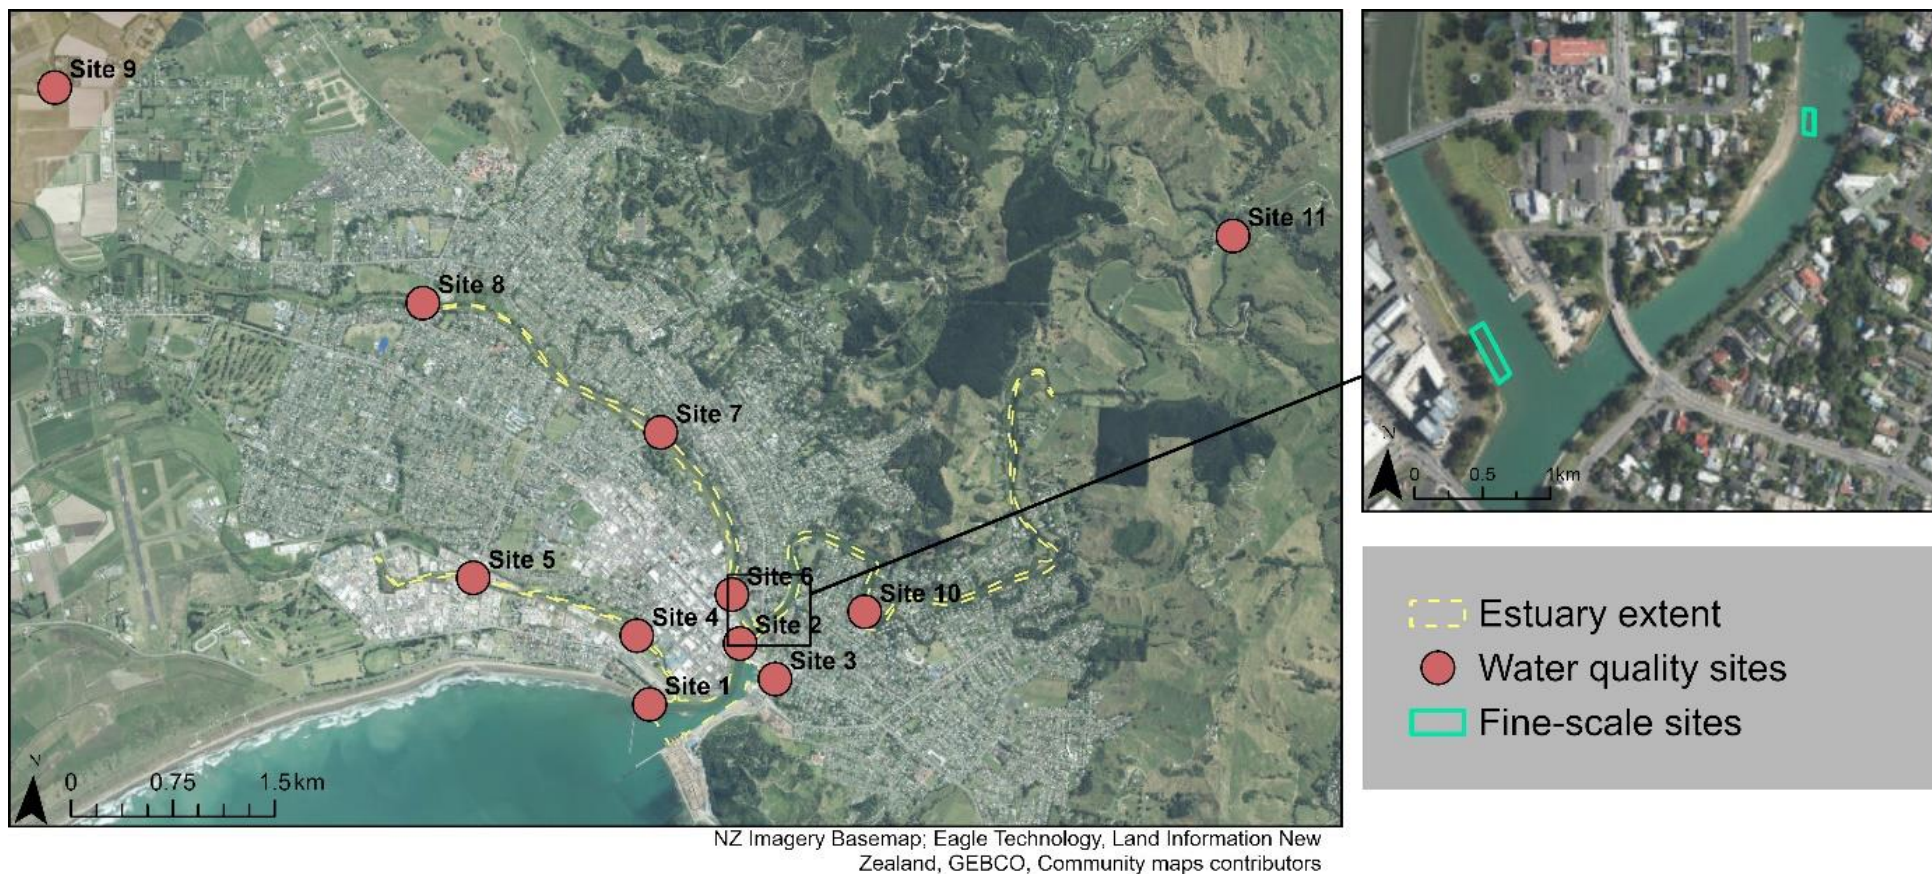 Site 9
Site 11
Site 8
Site 7
Site 5
Site 6
Site 10
Site 4
Site 2
Site 3
Site 1
N
0 0.75 1.5km
N
0 0.5 1km
Estuary extent
Water quality sites
Fine-scale sites
NZ Imagery Basemap; Eagle Technology, Land Information New
Zealand, GEBCO, Community maps contributors